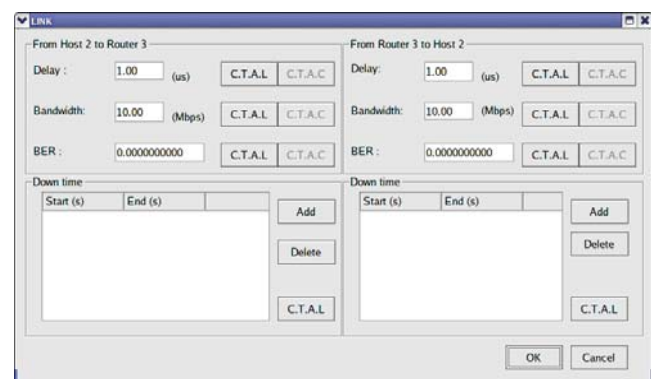 LINK
From Host 2 to Router 3
Delay : 1.00 (us) C.T.A.L C.T.A.C
Bandwidth: 10.00 (Mbps) C.T.A.L C.T.A.C
BER : 0.0000000000 C.T.A.L C.T.A.C
Down time
Start (s) End (s)
Add
Delete
C.T.A.L
From Router 3 to Host 2
Delay: 1.00 (us) C.T.A.L C.T.A.C
Bandwidth: 10.00 (Mbps) C.T.A.L C.T.A.C
BER : 0.0000000000 C.T.A.L C.T.A.C
Down time
Start (s) End (s)
Add
Delete
C.T.A.L
OK Cancel